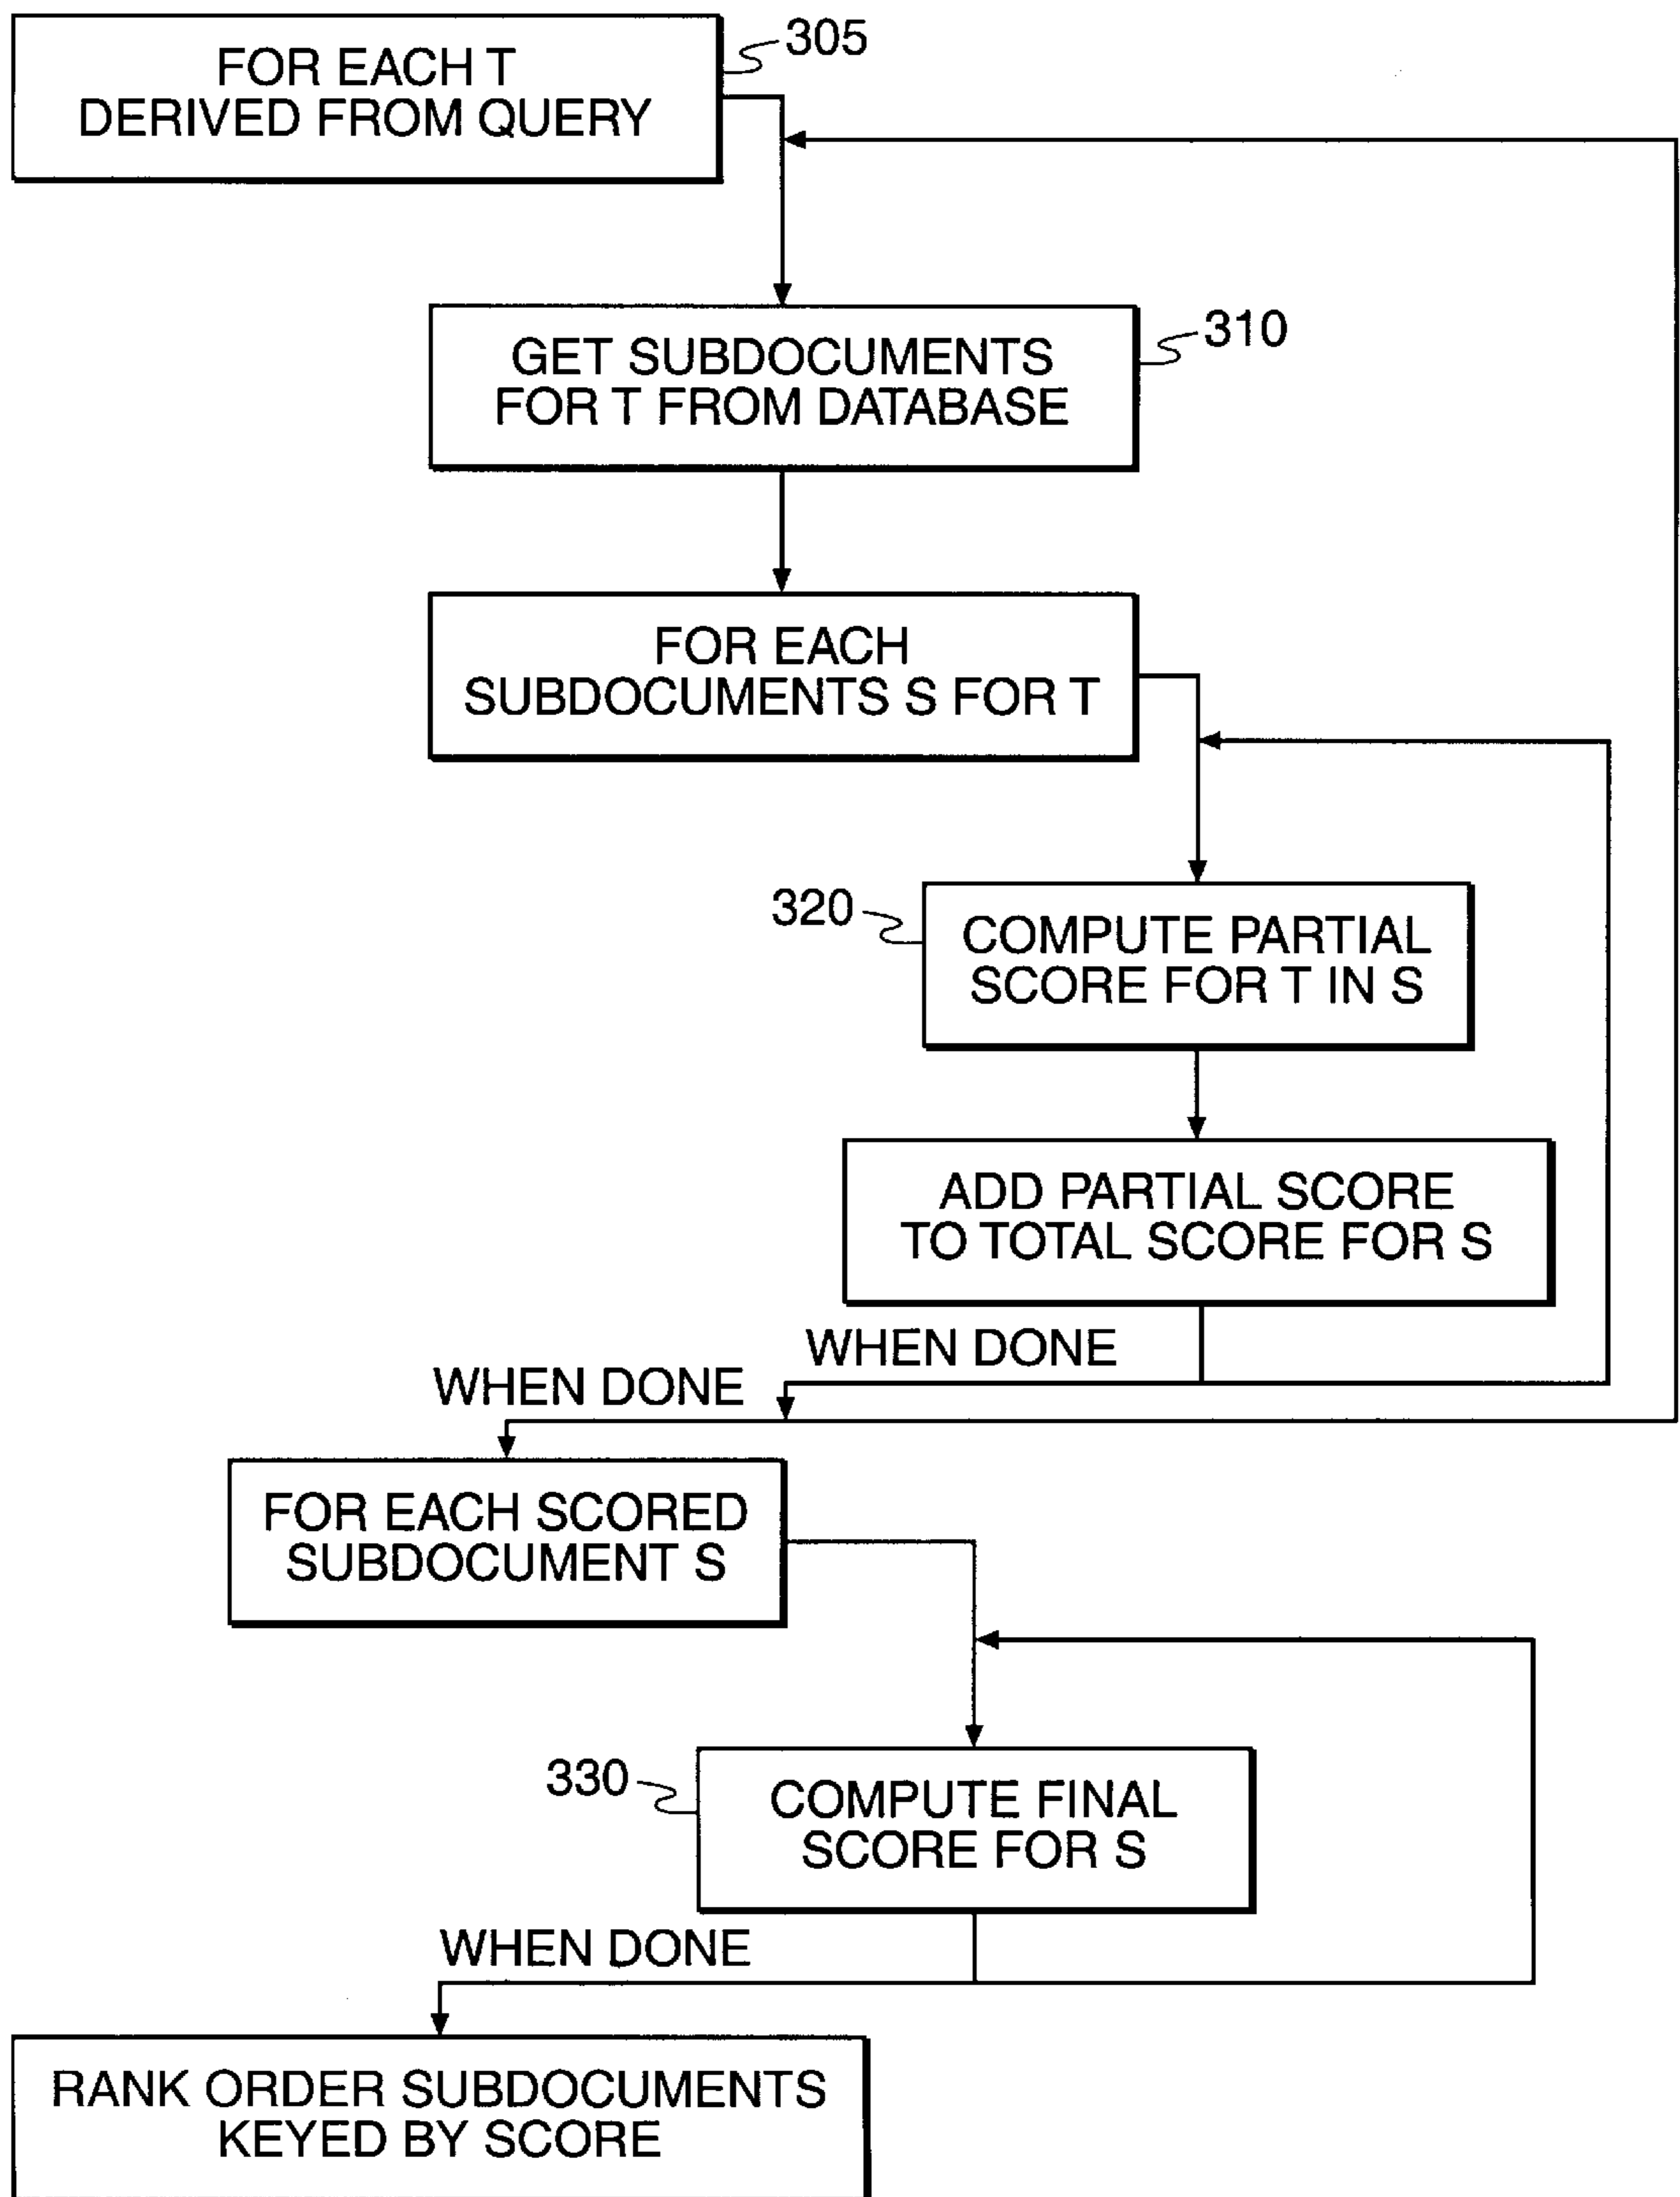 FOR EACH T
DERIVED FROM QUERY
305
GET SUBDOCUMENTS
FOR T FROM DATABASE
310
FOR EACH
SUBDOCUMENTS S FOR T
320
COMPUTE PARTIAL
SCORE FOR T IN S
ADD PARTIAL SCORE
TO TOTAL SCORE FOR S
WHEN DONE
WHEN DONE
FOR EACH SCORED
SUBDOCUMENT S
330
COMPUTE FINAL
SCORE FOR S
WHEN DONE
RANK ORDER SUBDOCUMENTS
KEYED BY SCORE